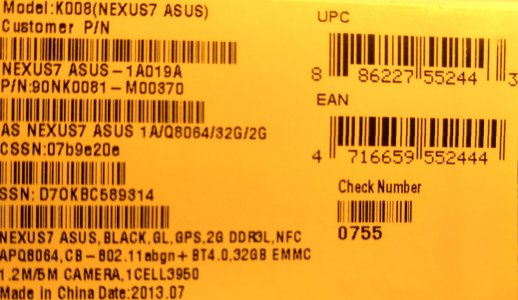 Model:K008(NEXUS7 ASUS)
Customer P/N
NEXUS7 ASUS-1A019A
P/N:90NK0081-M00370
AS NEXUS7 ASUS 1A/Q8064/32G/2G
CSSN:07b9e20e
SSN: D7OKBC589314
NEXUS7 ASUS,BLACK,GL,GPS,2G DDR3L,NFC
APQ8064,CB-802.11abgn+BT4.0,32GB EMMC
1.2M/5M CAMERA,1CELL3950
Made in China Date:2013.07
UPC
8 86227 55244 3
EAN
4 716659 552444
Check Number
0755